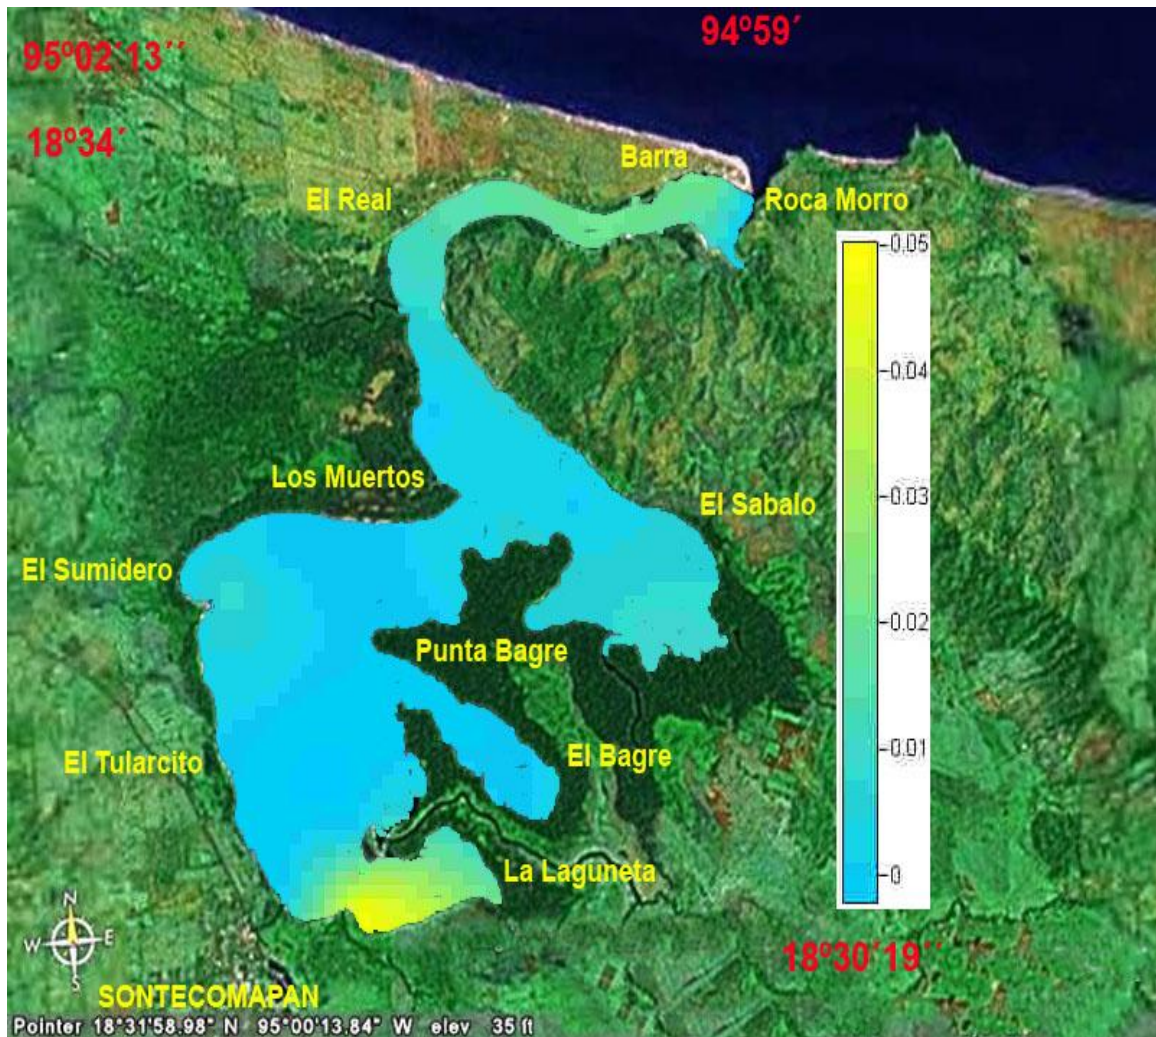 94º59´
95º02´13´´
18º34´
Barra
El Real
Roca Morro
0.05
0.04
Los Muertos
0.03
El Sabalo
El Sumidero
0.02
Punta Bagre
El Bagre
0.01
El Tularcito
La Laguneta
0
N
W
E
S
18º30´19´´
SONTECOMAPAN
Pointer 18°31'58.98" N 95°00'13.84" W elev 35 ft